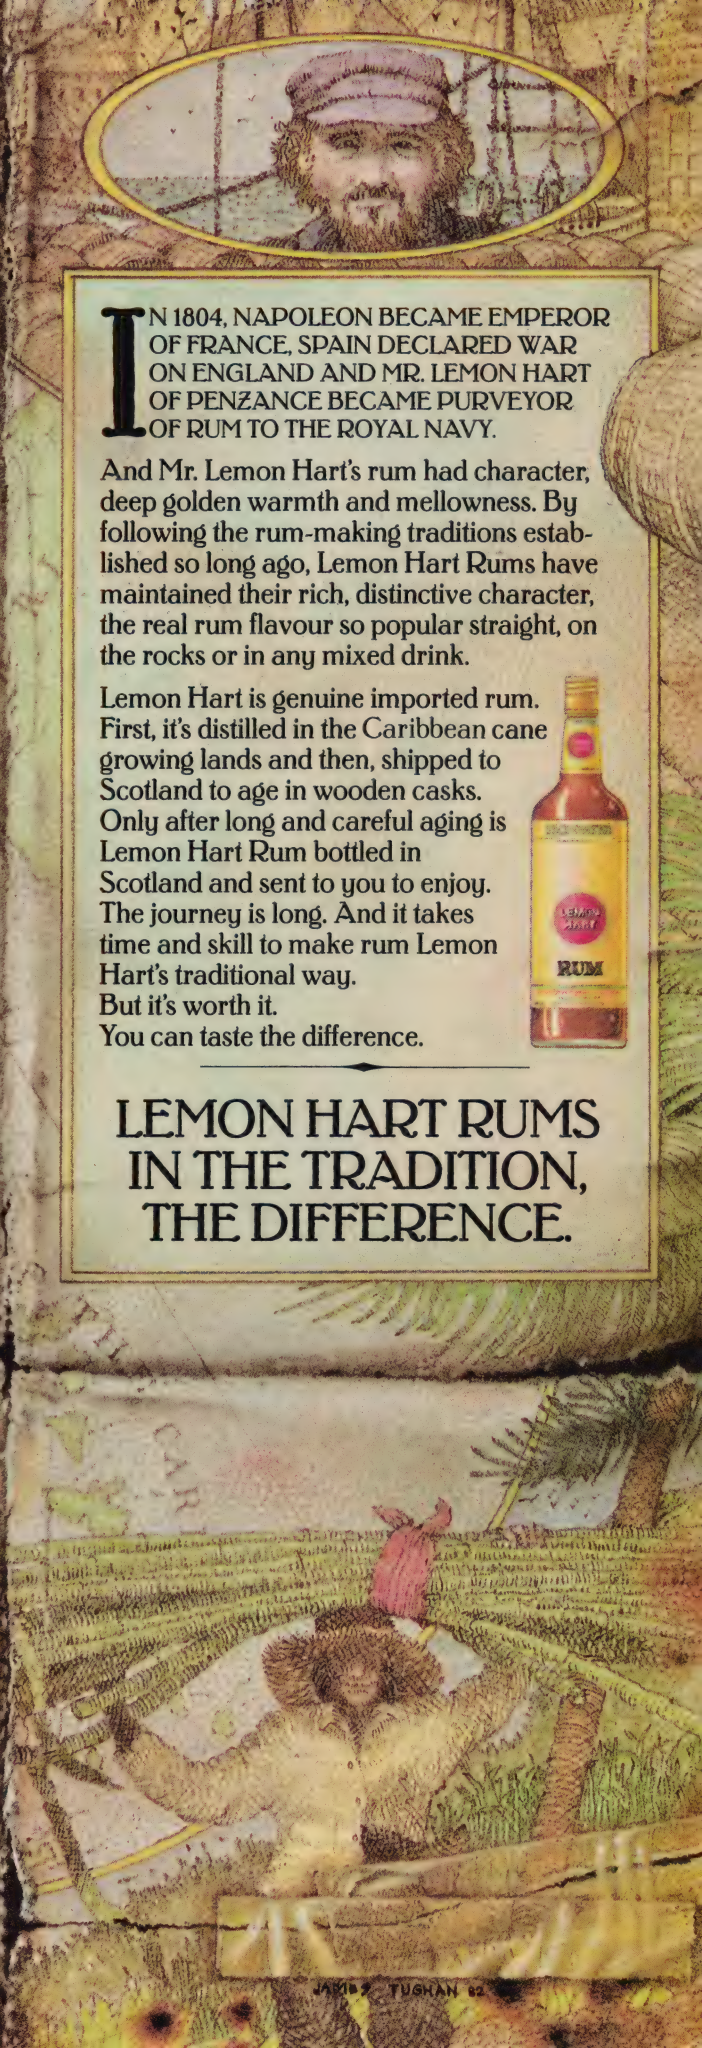 IN 1804, NAPOLEON BECAME EMPEROR
OF FRANCE, SPAIN DECLARED WAR
ON ENGLAND AND MR. LEMON HART
OF PENZANCE BECAME PURVEYOR
OF RUM TO THE ROYAL NAVY.
And Mr. Lemon Hart's rum had character,
deep golden warmth and mellowness. By
following the rum-making traditions estab-
lished so long ago, Lemon Hart Rums have
maintained their rich, distinctive character,
the real rum flavour so popular straight, on
the rocks or in any mixed drink.
Lemon Hart is genuine imported rum.
First, it's distilled in the Caribbean cane
growing lands and then, shipped to
Scotland to age in wooden casks.
Only after long and careful aging is
Lemon Hart Rum bottled in
Scotland and sent to you to enjoy.
The journey is long. And it takes
time and skill to make rum Lemon
Hart's traditional way.
But it's worth it.
You can taste the difference.
LEMON
HART
RUM
LEMON HART RUMS
IN THE TRADITION,
THE DIFFERENCE.
THE
CAR
JAMES TUGHAN 82